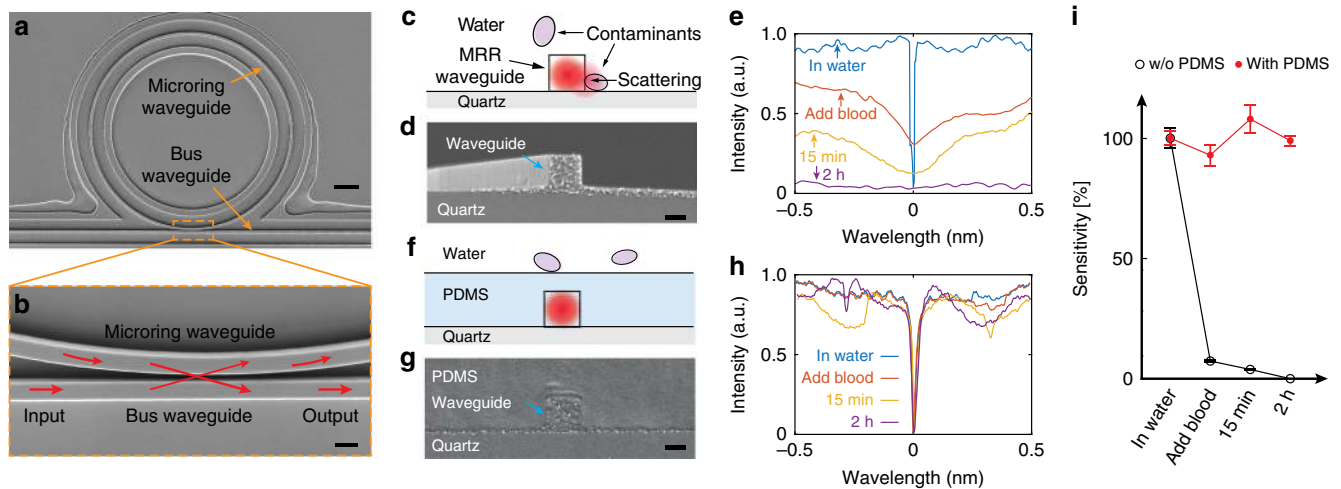 a
Microring
waveguide
Bus
waveguide
b
Microring waveguide
Input
Bus waveguide
Output
c
Water
Contaminants
MRR
waveguide
Scattering
Quartz
d
Waveguide
Quartz
f
Water
PDMS
Quartz
g
PDMS
Waveguide
Quartz
e
Intensity (a.u.)
1.0
0.5
0
In water
Add blood
15 min
2 h
–0.5
0
0.5
Wavelength (nm)
h
Intensity (a.u.)
1.0
0.5
0
In water
Add blood
15 min
2 h
–0.5
0
0.5
Wavelength (nm)
i
w/o PDMS
With PDMS
Sensitivity [%]
100
50
0
In water
Add blood
15 min
2 h